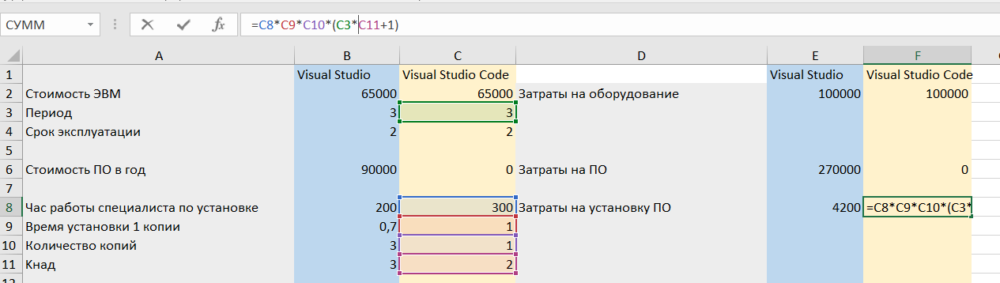 СУММ fx =C8*C9*C10*(C3*C11+1)
A B C D E F
1 Visual Studio Visual Studio Code Visual Studio Visual Studio Code
2 Стоимость ЭВМ 65000 65000 Затраты на оборудование 100000 100000
3 Период 3 3
4 Срок эксплуатации 2 2
5
6 Стоимость ПО в год 90000 0 Затраты на ПО 270000 0
7
8 Час работы специалиста по установке 200 300 Затраты на установку ПО 4200 =C8*C9*C10*(C3*
9 Время установки 1 копии 0,7 1
10 Количество копий 3 1
11 Кнад 3 2